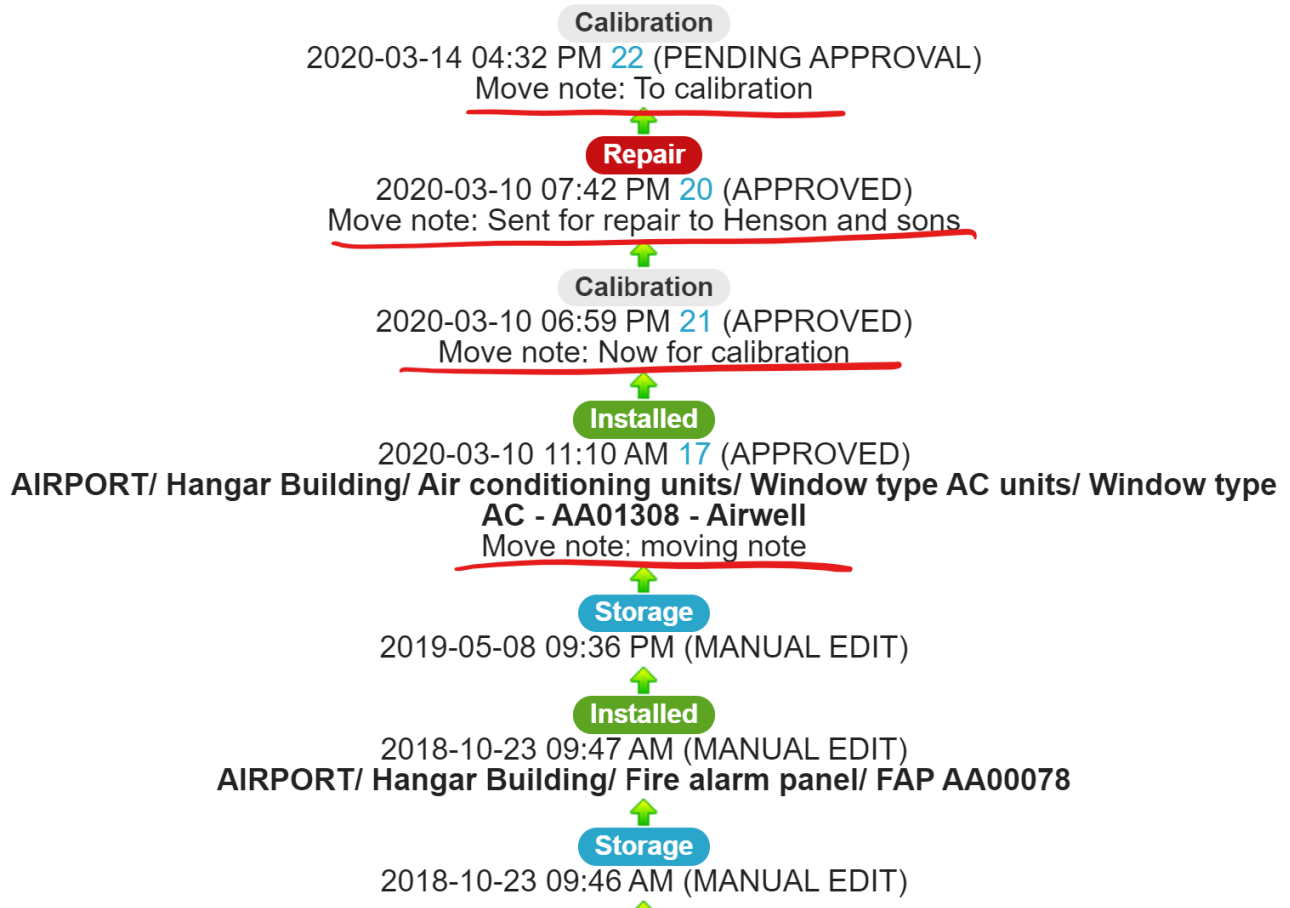 Calibration
2020-03-14 04:32 PM 22 (PENDING APPROVAL)
Move note: To calibration
Repair
2020-03-10 07:42 PM 20 (APPROVED)
Move note: Sent for repair to Henson and sons
Calibration
2020-03-10 06:59 PM 21 (APPROVED)
Move note: Now for calibration
Installed
2020-03-10 11:10 AM 17 (APPROVED)
AIRPORT/ Hangar Building/ Air conditioning units/ Window type AC units/ Window type
AC - AA01308 - Airwell
Move note: moving note
Storage
2019-05-08 09:36 PM (MANUAL EDIT)
Installed
2018-10-23 09:47 AM (MANUAL EDIT)
AIRPORT/ Hangar Building/ Fire alarm panel/ FAP AA00078
Storage
2018-10-23 09:46 AM (MANUAL EDIT)